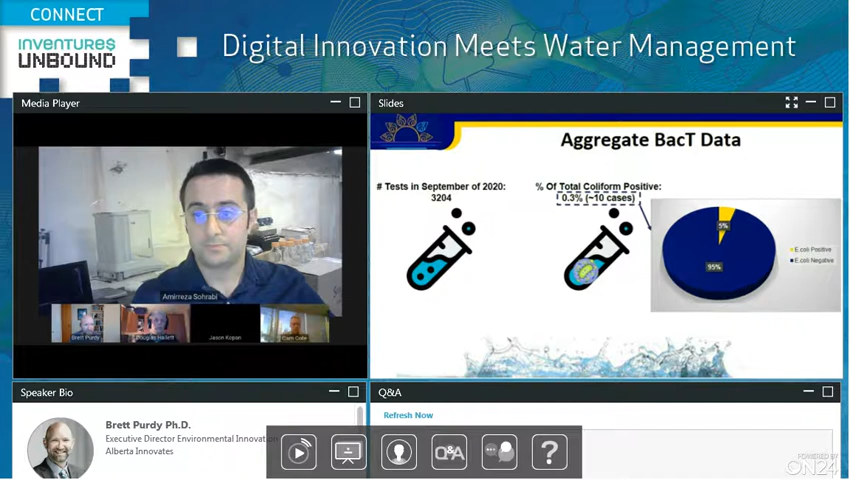 CONNECT
INVENTURE$
UNBOUND
Digital Innovation Meets Water Management
Media Player
Slides
Aggregate BacT Data
# Tests in September of 2020:
3204
% Of Total Coliform Positive:
0.3% (~10 cases)
5%
95%
E.coli Positive
E.coli Negative
Amirreza Sohrabi
Brett Purdy
Douglas Hallett
Jason Kopan
Cam Cote
Speaker Bio
Brett Purdy Ph.D.
Executive Director Environmental Innovation
Alberta Innovates
Q&A
Refresh Now
Q&A
?
POWERED BY
ON24